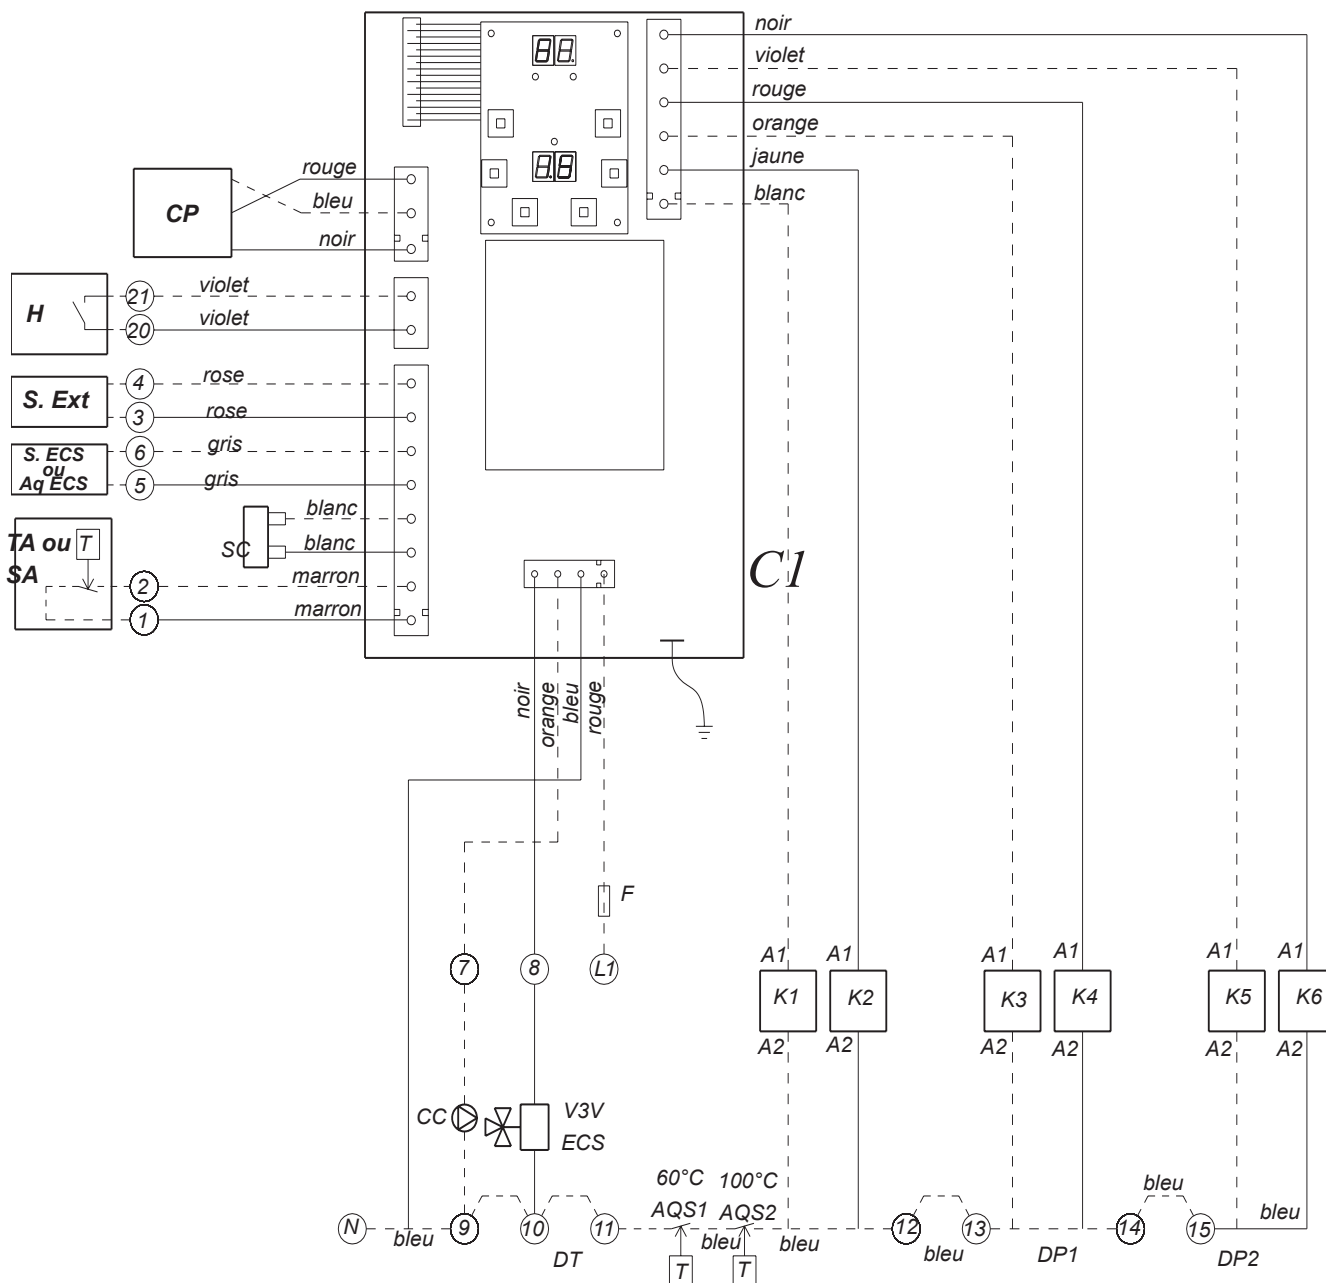 noir
violet
rouge
orange
jaune
blanc
88.
8.8
CP
rouge
bleu
noir
H
21
violet
20
violet
S. Ext
4
rose
3
rose
S. ECS
ou
Aq ECS
6
gris
5
gris
SC
blanc
blanc
TA ou T
SA
2
marron
1
marron
C1
noir
orange
bleu
rouge
F
7
8
L1
A1
K1
A2
A1
K2
A2
A1
K3
A2
A1
K4
A2
A1
K5
A2
A1
K6
A2
CC
V3V
ECS
60°C
AQS1
100°C
AQS2
N
bleu
9
10
DT
11
T
bleu
T
bleu
12
bleu
13
DP1
14
bleu
15
DP2
bleu